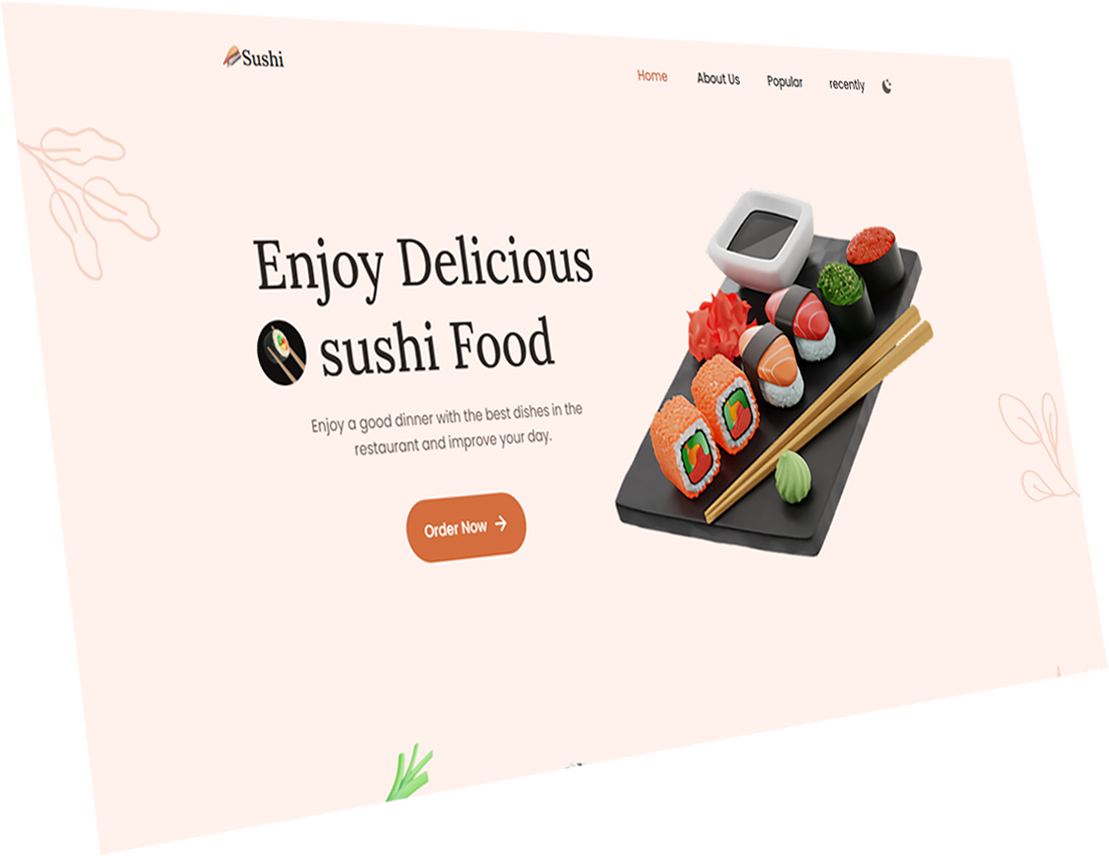 Sushi
Home About Us Popular recently
Enjoy Delicious
sushi Food
Enjoy a good dinner with the best dishes in the
restaurant and improve your day.
Order Now